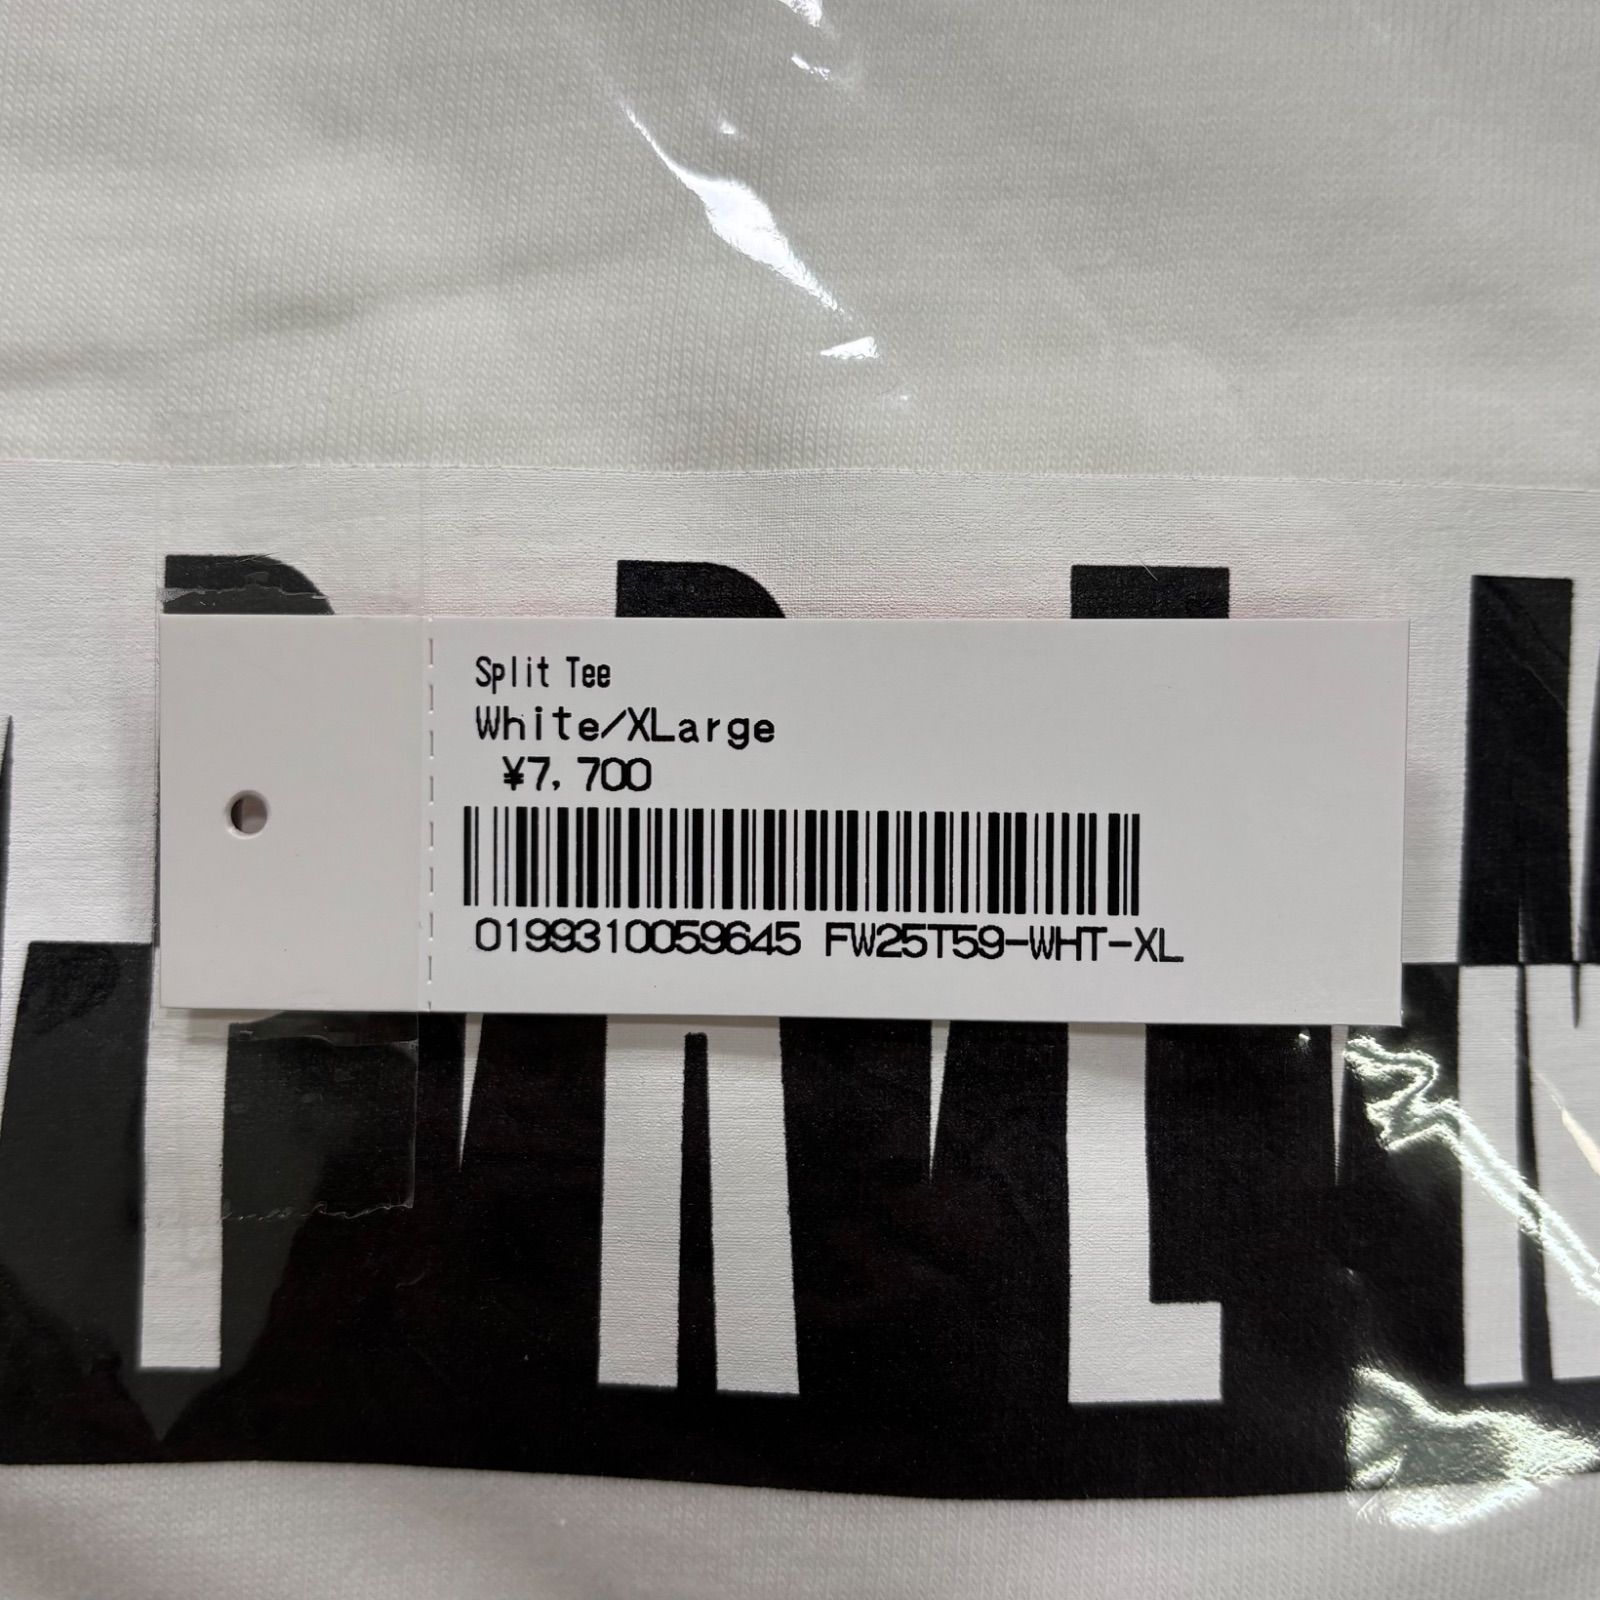 Split Tee
White/XLarge
¥7,700
0199310059645 FW25T59-WHT-XL